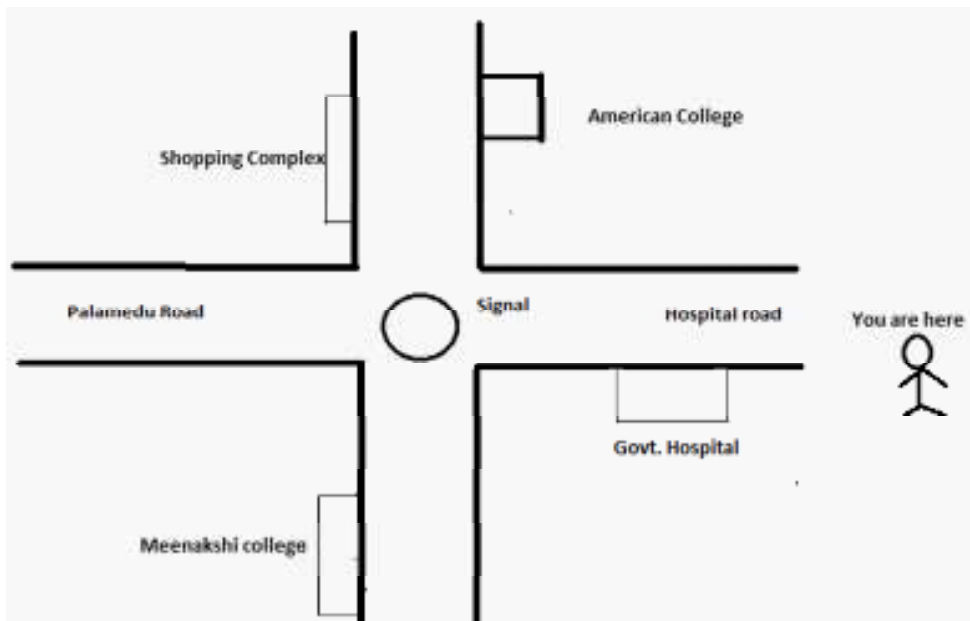 American College
Shopping Complex
Signal
Palamedu Road
Hospital road
You are here
Govt. Hospital
Meenakshi college